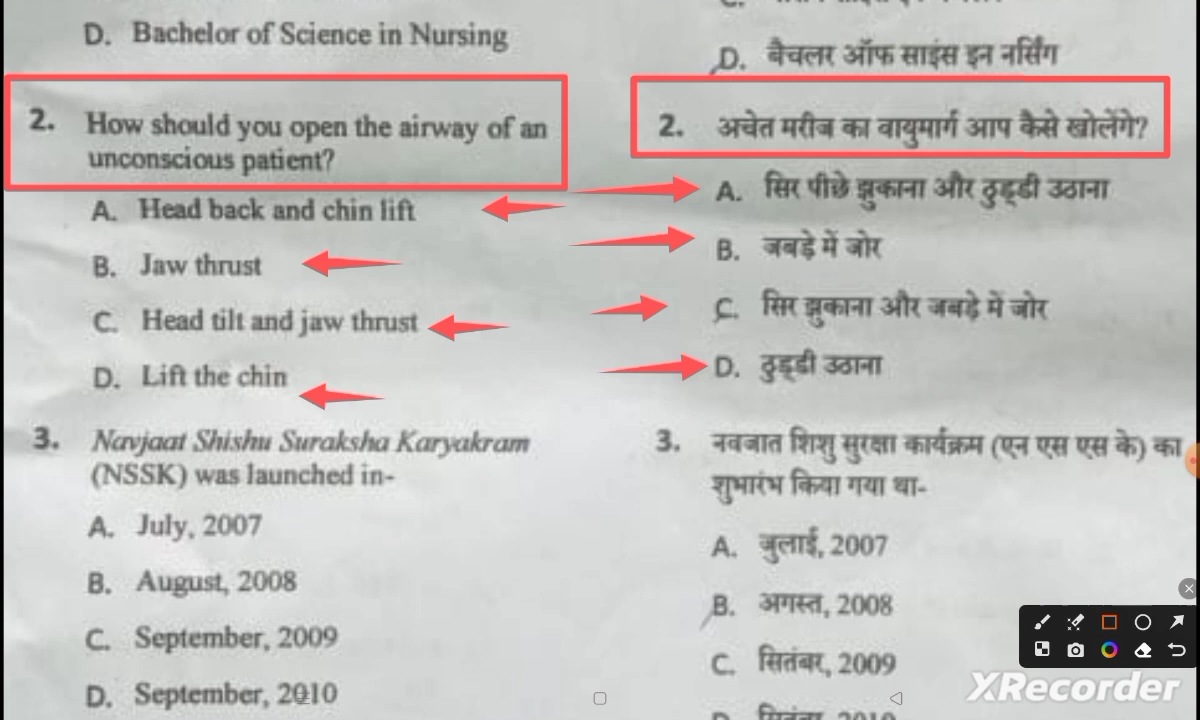 D. Bachelor of Science in Nursing
2. How should you open the airway of an
unconscious patient?
A. Head back and chin lift
B. Jaw thrust
C. Head tilt and jaw thrust
D. Lift the chin
3. Navjaat Shishu Suraksha Karyakram
(NSSK) was launched in-
A. July, 2007
B. August, 2008
C. September, 2009
D. September, 2010
D. बैचलर ऑफ साइंस इन नर्सिंग
2. अचेत मरीज का वायुमार्ग आप कैसे खोलेंगे?
A. सिर पीछे झुकाना और ठुड्डी उठाना
B. जबड़े में जोर
C. सिर झुकाना और जबड़े में जोर
D. ठुड्डी उठाना
3. नवजात शिशु सुरक्षा कार्यक्रम (एन एस एस के) का
शुभारंभ किया गया था-
A. जुलाई, 2007
B. अगस्त, 2008
C. सितंबर, 2009
XRecorder